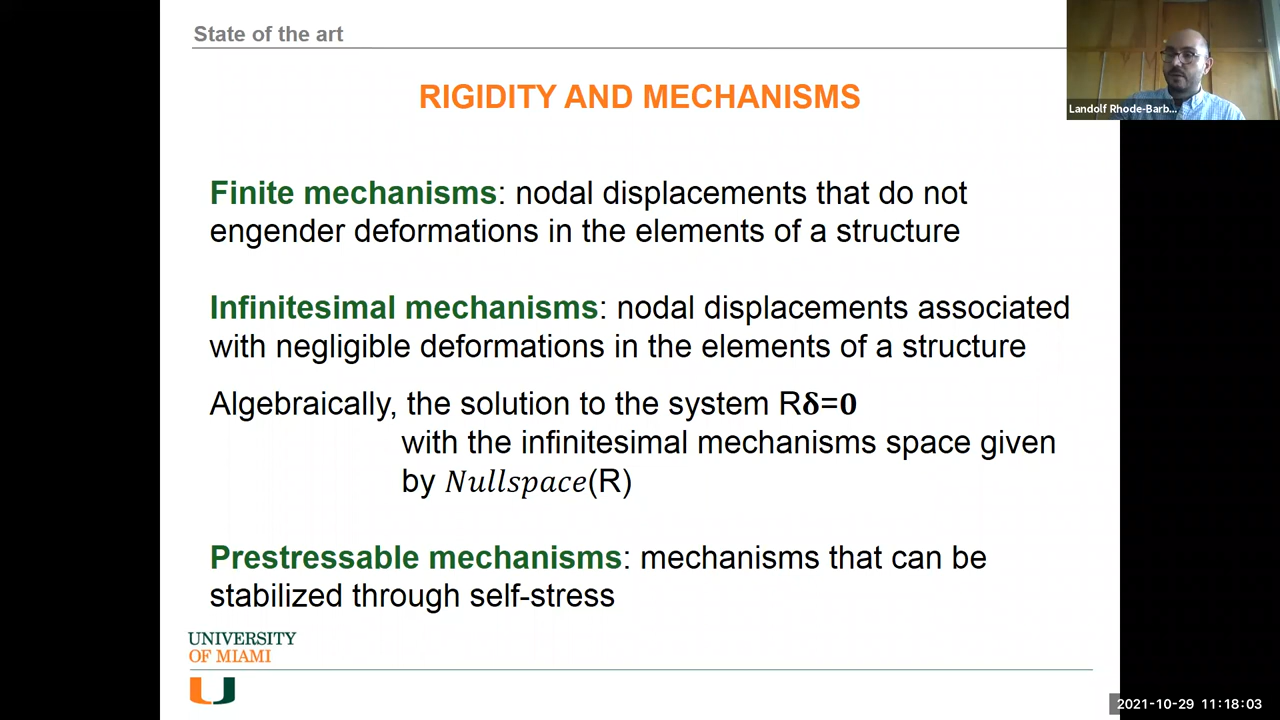 State of the art
Landolf Rhode-Barb...
RIGIDITY AND MECHANISMS
Finite mechanisms: nodal displacements that do not
engender deformations in the elements of a structure
Infinitesimal mechanisms: nodal displacements associated
with negligible deformations in the elements of a structure
Algebraically, the solution to the system Rδ=0
with the infinitesimal mechanisms space given
by Nullspace(R)
Prestressable mechanisms: mechanisms that can be
stabilized through self-stress
UNIVERSITY
OF MIAMI
U
2021-10-29 11:18:03